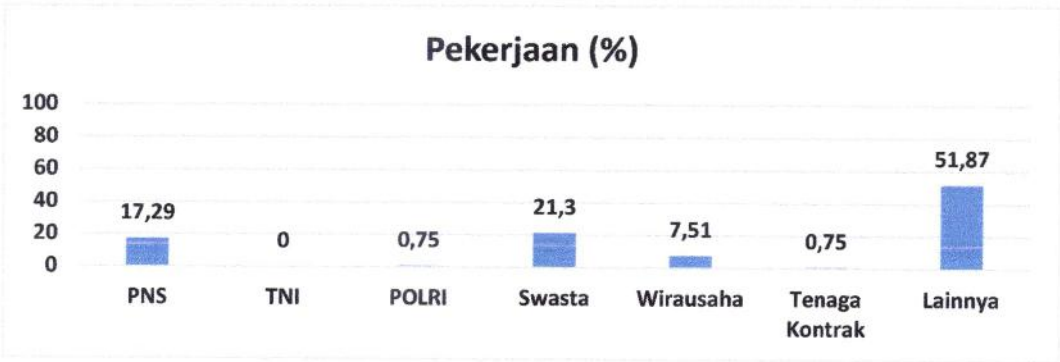 Pekerjaan (%)
100
80
60
40
20
0
17,29
0
0,75
21,3
7,51
0,75
51,87
PNS
TNI
POLRI
Swasta
Wirausaha
Tenaga
Kontrak
Lainnya